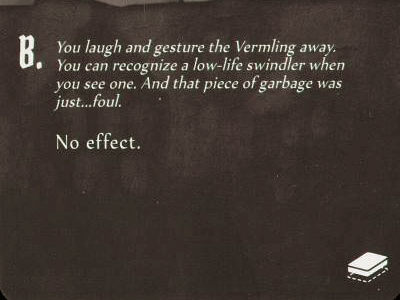 B. You laugh and gesture the Vermling away.
You can recognize a low-life swindler when
you see one. And that piece of garbage was
just...foul.
No effect.